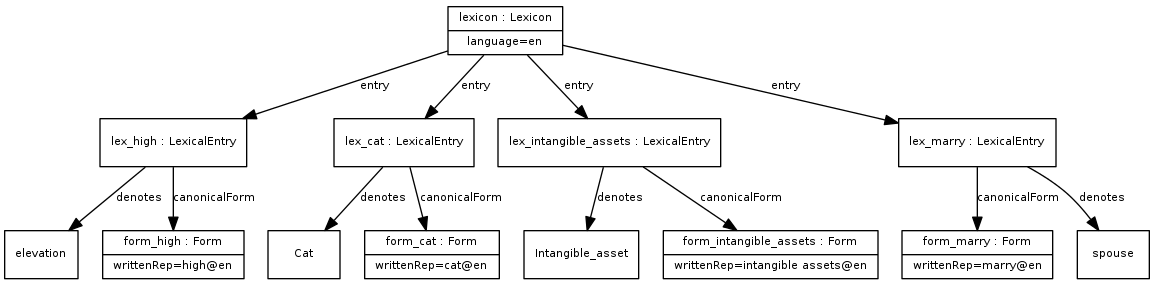 lexicon : Lexicon
language=en
entry entry entry entry
lex_high : LexicalEntry lex_cat : LexicalEntry lex_intangible_assets : LexicalEntry lex_marry : LexicalEntry
denotes canonicalForm denotes canonicalForm denotes canonicalForm canonicalForm denotes
elevation
form_high : Form
writtenRep=high@en
Cat
form_cat : Form
writtenRep=cat@en
Intangible_asset
form_intangible_assets : Form
writtenRep=intangible assets@en
form_marry : Form
writtenRep=marry@en
spouse